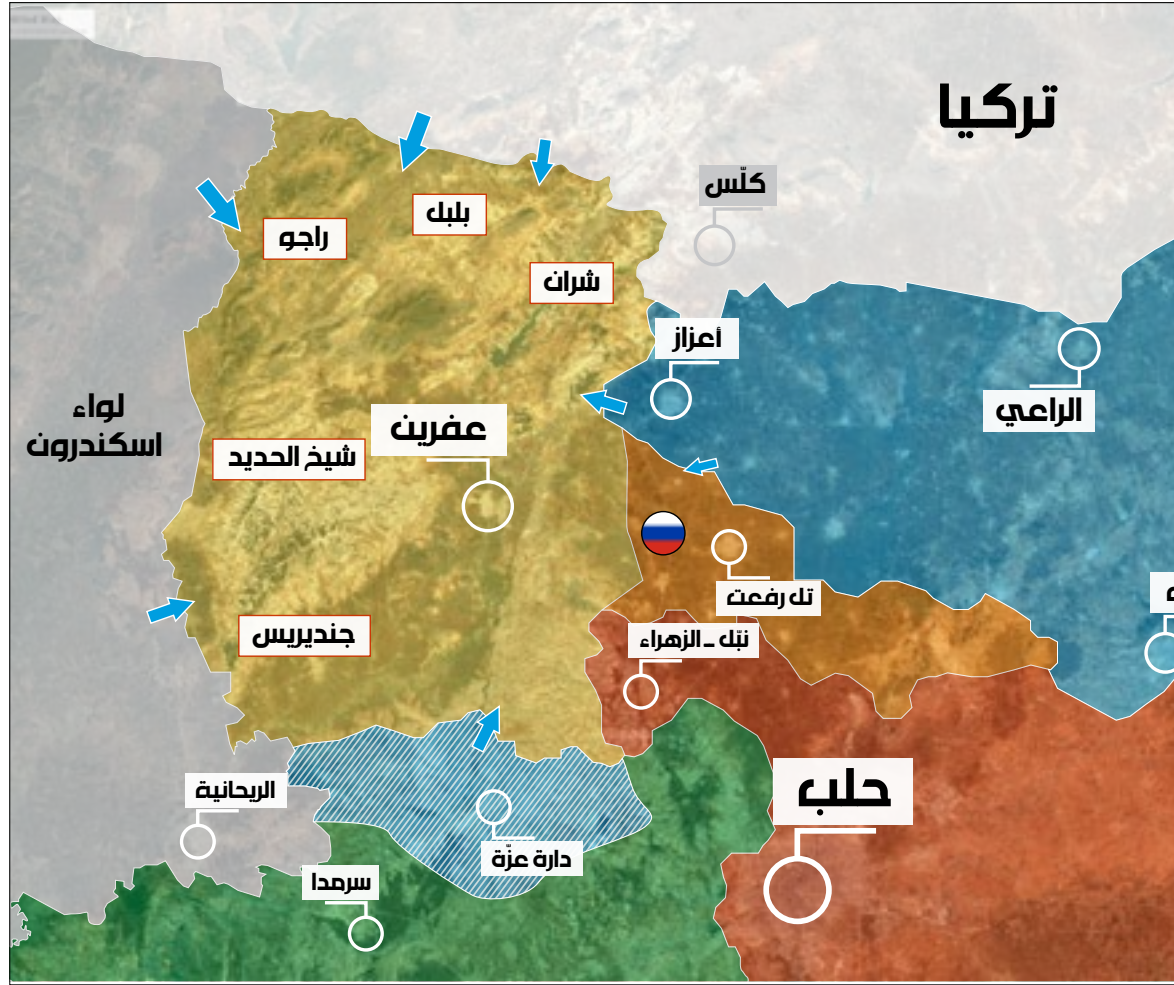 تركيا
كلّس
بلبل
راجو
شران
أعزاز
الراعي
لواء
اسكندرون
عفرين
شيخ الحديد
تل رفعت
جنديريس
نبّل ـ الزهراء
حلب
الريحانية
دارة عزّة
سرمدا